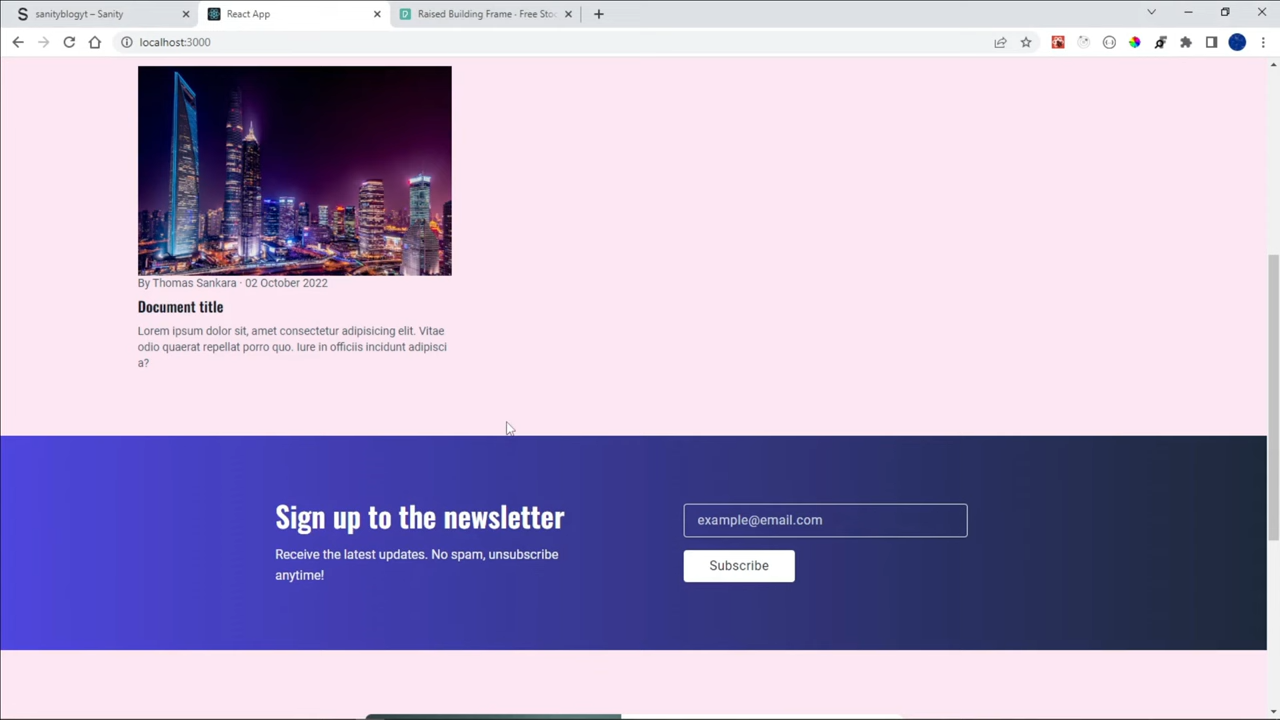 sanityblogyt – Sanity
React App
Raised Building Frame - Free Stoc
localhost:3000
By Thomas Sankara · 02 October 2022
Document title
Lorem ipsum dolor sit, amet consectetur adipisicing elit. Vitae
odio quaerat repellat porro quo. Iure in officiis incidunt adipisci
a?
Sign up to the newsletter
Receive the latest updates. No spam, unsubscribe
anytime!
example@email.com
Subscribe